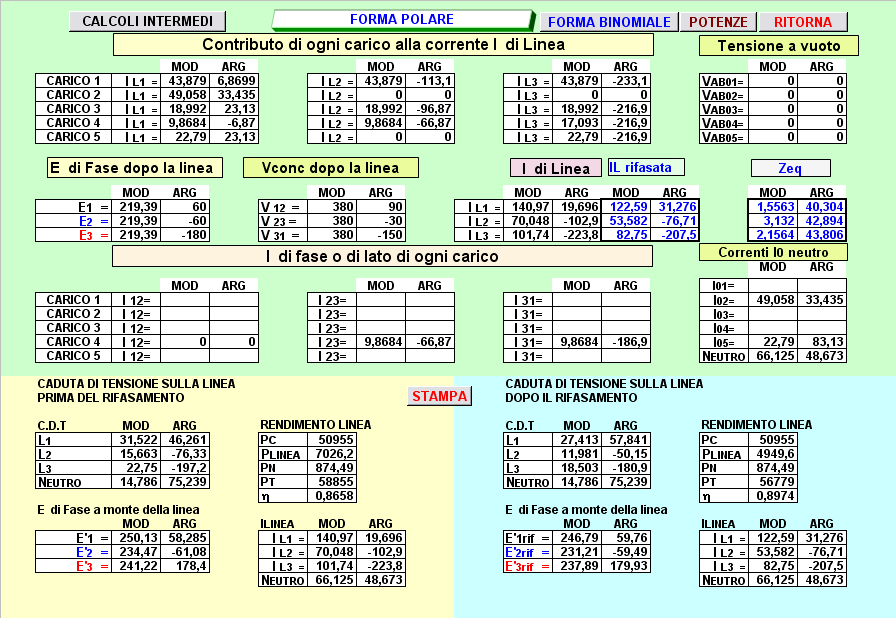 CALCOLI INTERMEDI FORMA POLARE FORMA BINOMIALE POTENZE RITORNA
Contributo di ogni carico alla corrente I di Linea Tensione a vuoto
MOD ARG MOD ARG MOD ARG MOD ARG
CARICO 1 I L1 = 43,879 6,8699 I L2 = 43,879 -113,1 I L3 = 43,879 -233,1 VAB01= 0 0
CARICO 2 I L1 = 49,058 33,435 I L2 = 0 0 I L3 = 0 0 VAB02= 0 0
CARICO 3 I L1 = 18,992 23,13 I L2 = 18,992 -96,87 I L3 = 18,992 -216,9 VAB03= 0 0
CARICO 4 I L1 = 9,8684 -6,87 I L2 = 9,8684 -66,87 I L3 = 17,093 -216,9 VAB04= 0 0
CARICO 5 I L1 = 22,79 23,13 I L2 = 0 0 I L3 = 22,79 -216,9 VAB05= 0 0
E di Fase dopo la linea Vconc dopo la linea I di Linea IL rifasata Zeq
MOD ARG MOD ARG MOD ARG MOD ARG MOD ARG
E1 = 219,39 60 V 12 = 380 90 I L1 = 140,97 19,696 122,59 31,276 1,5563 40,304
E2 = 219,39 -60 V 23 = 380 -30 I L2 = 70,048 -102,9 53,582 -76,71 3,132 42,894
E3 = 219,39 -180 V 31 = 380 -150 I L3 = 101,74 -223,8 82,75 -207,5 2,1564 43,806
I di fase o di lato di ogni carico Correnti I0 neutro
MOD ARG MOD ARG MOD ARG MOD ARG
CARICO 1 I 12= I 23= I 31= I01=
CARICO 2 I 12= I 23= I 31= I02= 49,058 33,435
CARICO 3 I 12= I 23= I 31= I03=
CARICO 4 I 12= 0 0 I 23= 9,8684 -66,87 I 31= 9,8684 -186,9 I04=
CARICO 5 I 12= I 23= I 31= I05= 22,79 83,13
NEUTRO 66,125 48,673
CADUTA DI TENSIONE SULLA LINEA
PRIMA DEL RIFASAMENTO
STAMPA
C.D.T MOD ARG
L1 31,522 46,261
L2 15,663 -76,33
L3 22,75 -197,2
NEUTRO 14,786 75,239
RENDIMENTO LINEA
PC 50955
PLINEA 7026,2
PN 874,49
PT 58855
η 0,8658
E di Fase a monte della linea
MOD ARG
E'1 = 250,13 58,285
E'2 = 234,47 -61,08
E'3 = 241,22 178,4
ILINEA MOD ARG
I L1 = 140,97 19,696
I L2 = 70,048 -102,9
I L3 = 101,74 -223,8
NEUTRO 66,125 48,673
CADUTA DI TENSIONE SULLA LINEA
DOPO IL RIFASAMENTO
C.D.T MOD ARG
L1 27,413 57,841
L2 11,981 -50,15
L3 18,503 -180,9
NEUTRO 14,786 75,239
RENDIMENTO LINEA
PC 50955
PLINEA 4949,6
PN 874,49
PT 56779
η 0,8974
E di Fase a monte della linea
MOD ARG
E'1rif 246,79 59,76
E'2rif 231,21 -59,49
E'3rif 237,89 179,93
ILINEA MOD ARG
I L1 = 122,59 31,276
I L2 = 53,582 -76,71
I L3 = 82,75 -207,5
NEUTRO 66,125 48,673